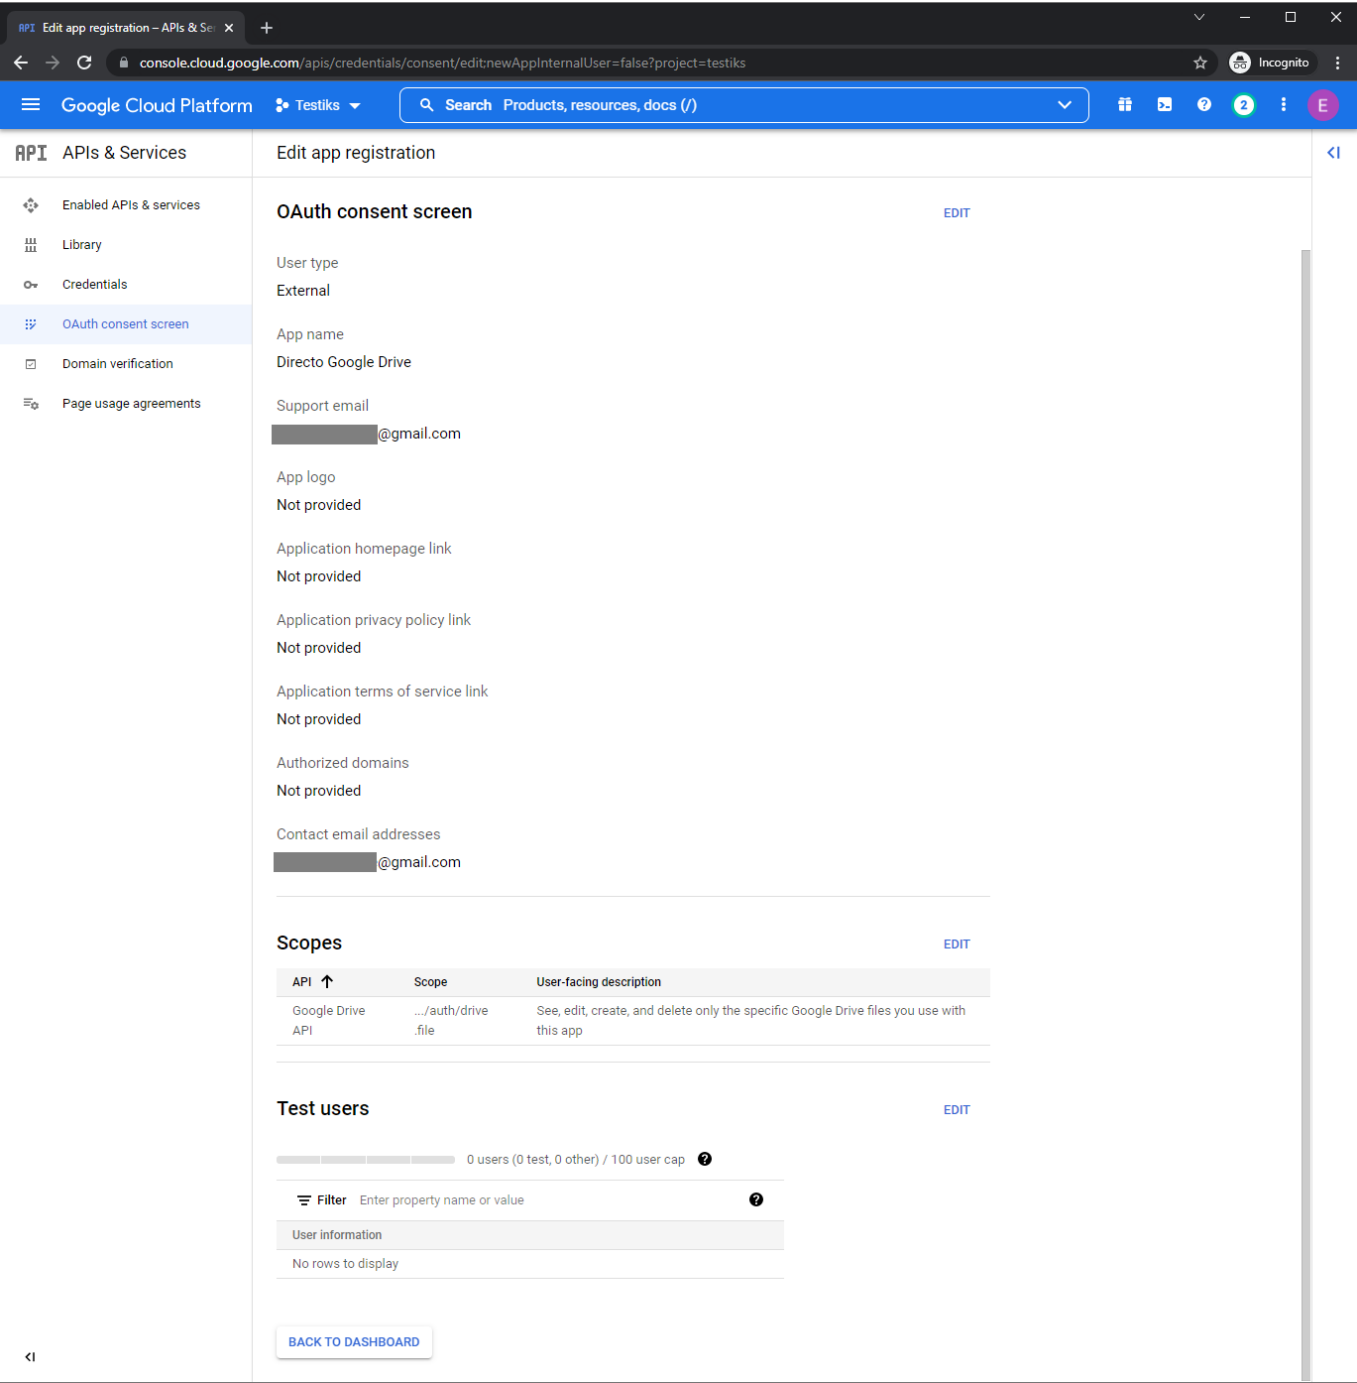 API Edit app registration – APIs & Ser
console.cloud.google.com/apis/credentials/consent/edit;newAppInternalUser=false?project=testiks
Incognito
Google Cloud Platform
Testiks
Search Products, resources, docs (/)
2
E
API APIs & Services
Edit app registration
Enabled APIs & services
Library
Credentials
OAuth consent screen
Domain verification
Page usage agreements
OAuth consent screen
EDIT
User type
External
App name
Directo Google Drive
Support email
@gmail.com
App logo
Not provided
Application homepage link
Not provided
Application privacy policy link
Not provided
Application terms of service link
Not provided
Authorized domains
Not provided
Contact email addresses
@gmail.com
Scopes
EDIT
API Scope User-facing description
Google Drive API
.../auth/drive.file
See, edit, create, and delete only the specific Google Drive files you use with
this app
Test users
EDIT
0 users (0 test, 0 other) / 100 user cap
Filter Enter property name or value
User information
No rows to display
BACK TO DASHBOARD